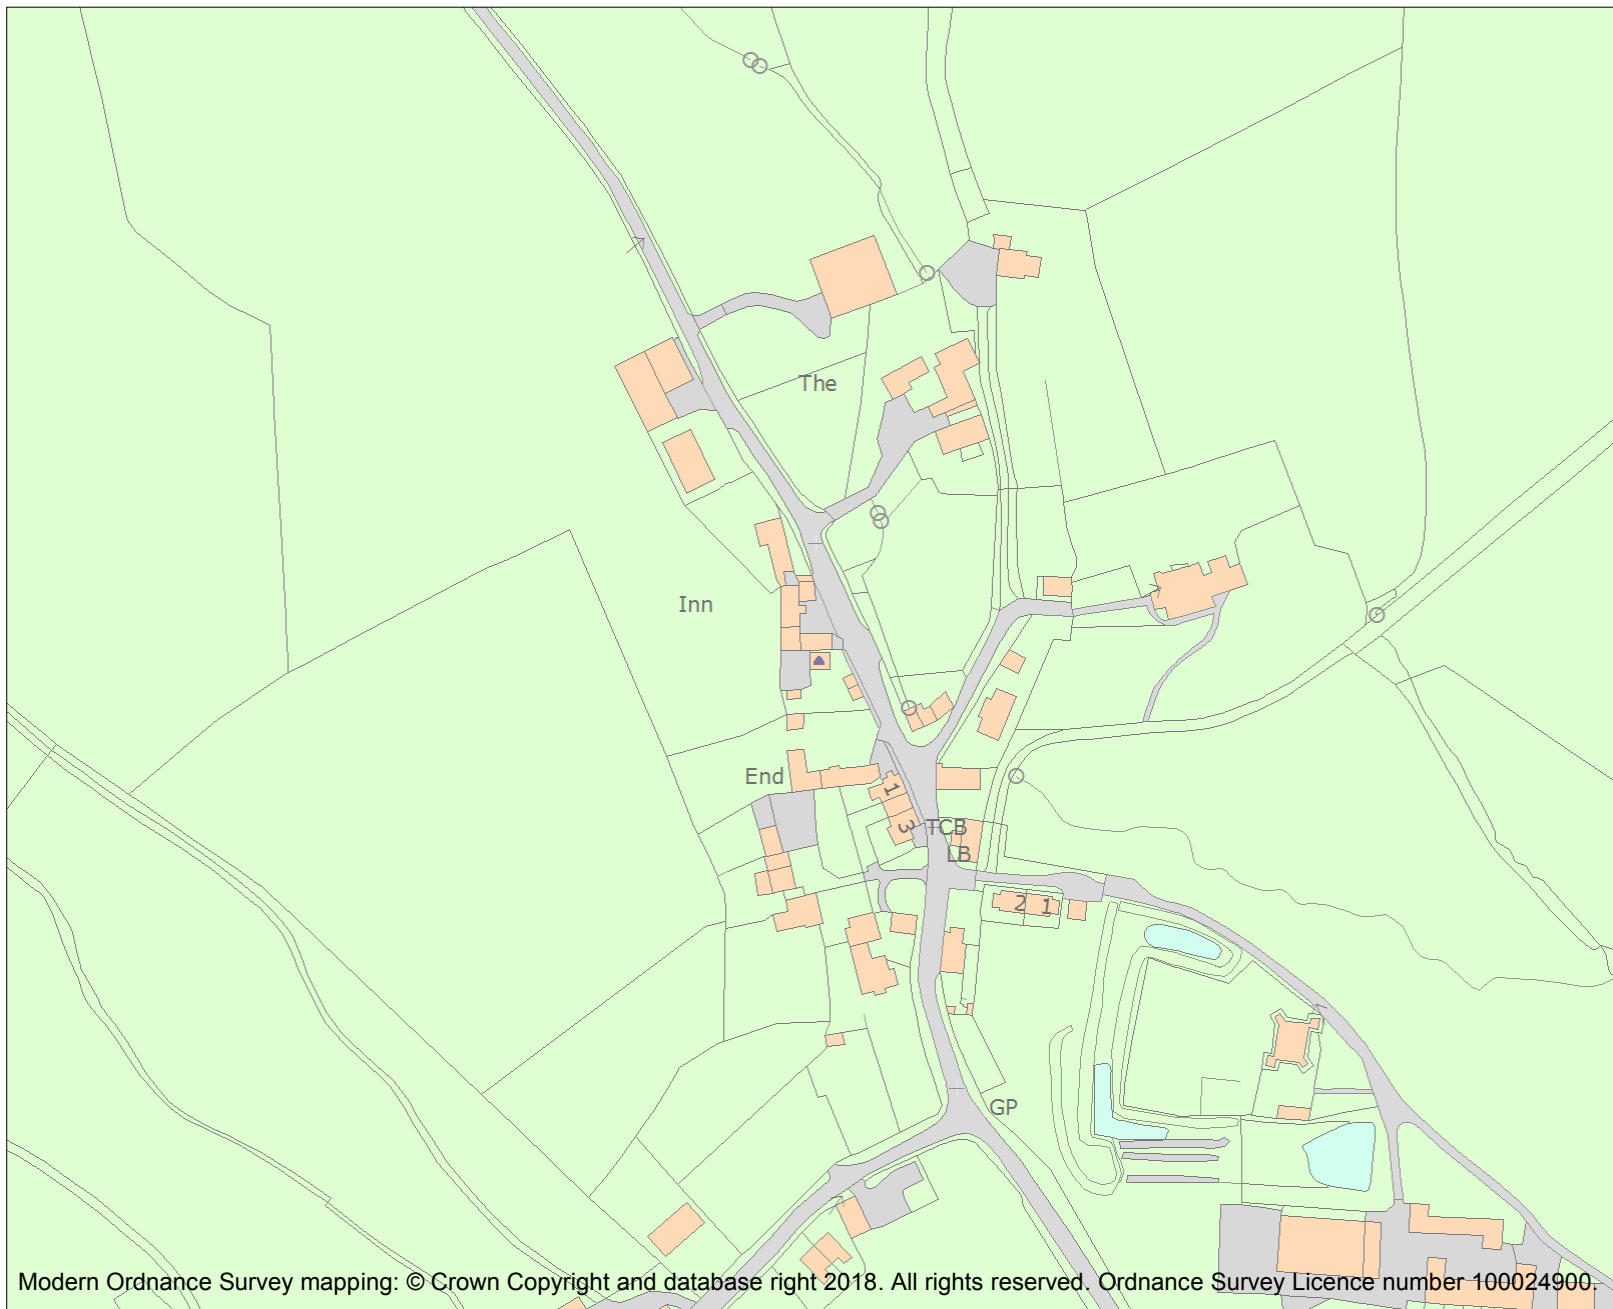 The
Inn
End
1
3
TCB
LB
2 1
GP
Modern Ordnance Survey mapping: © Crown Copyright and database right 2018. All rights reserved. Ordnance Survey Licence number 100024900.